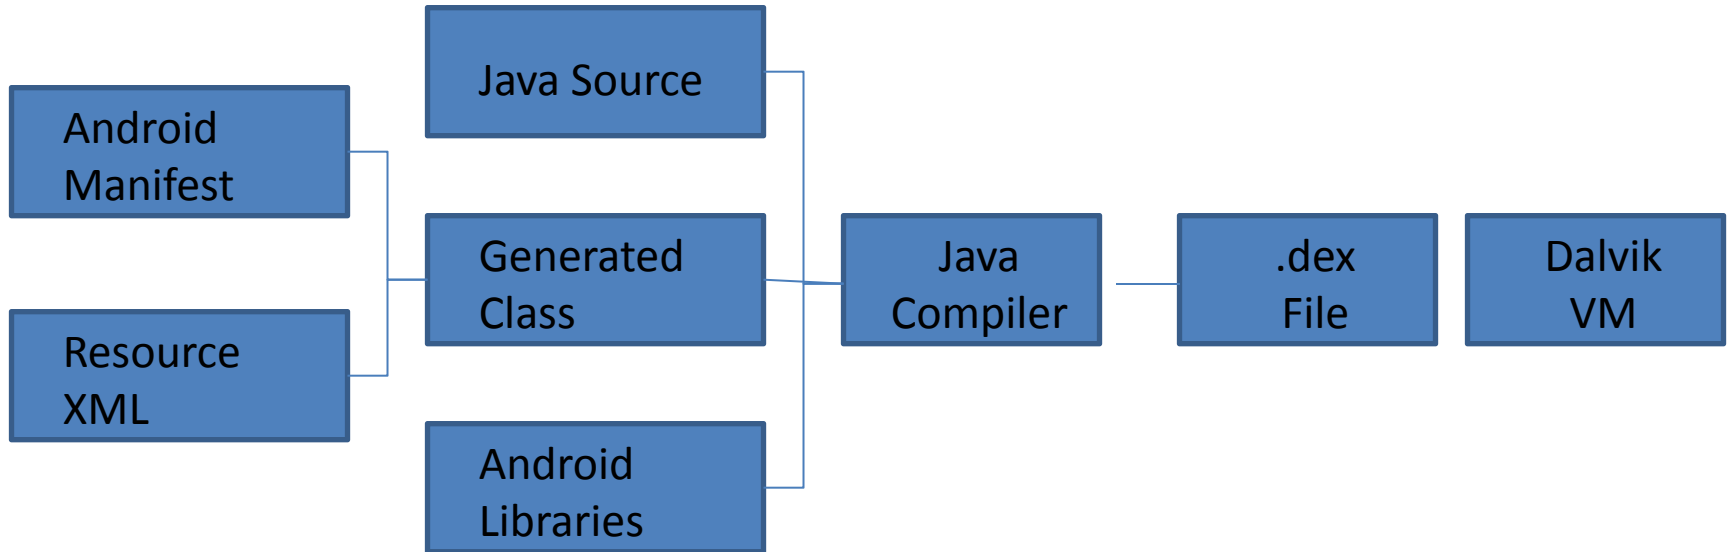 Java Source
Android
Manifest
Generated
Class
Java
Compiler
.dex
File
Dalvik
VM
Resource
XML
Android
Libraries